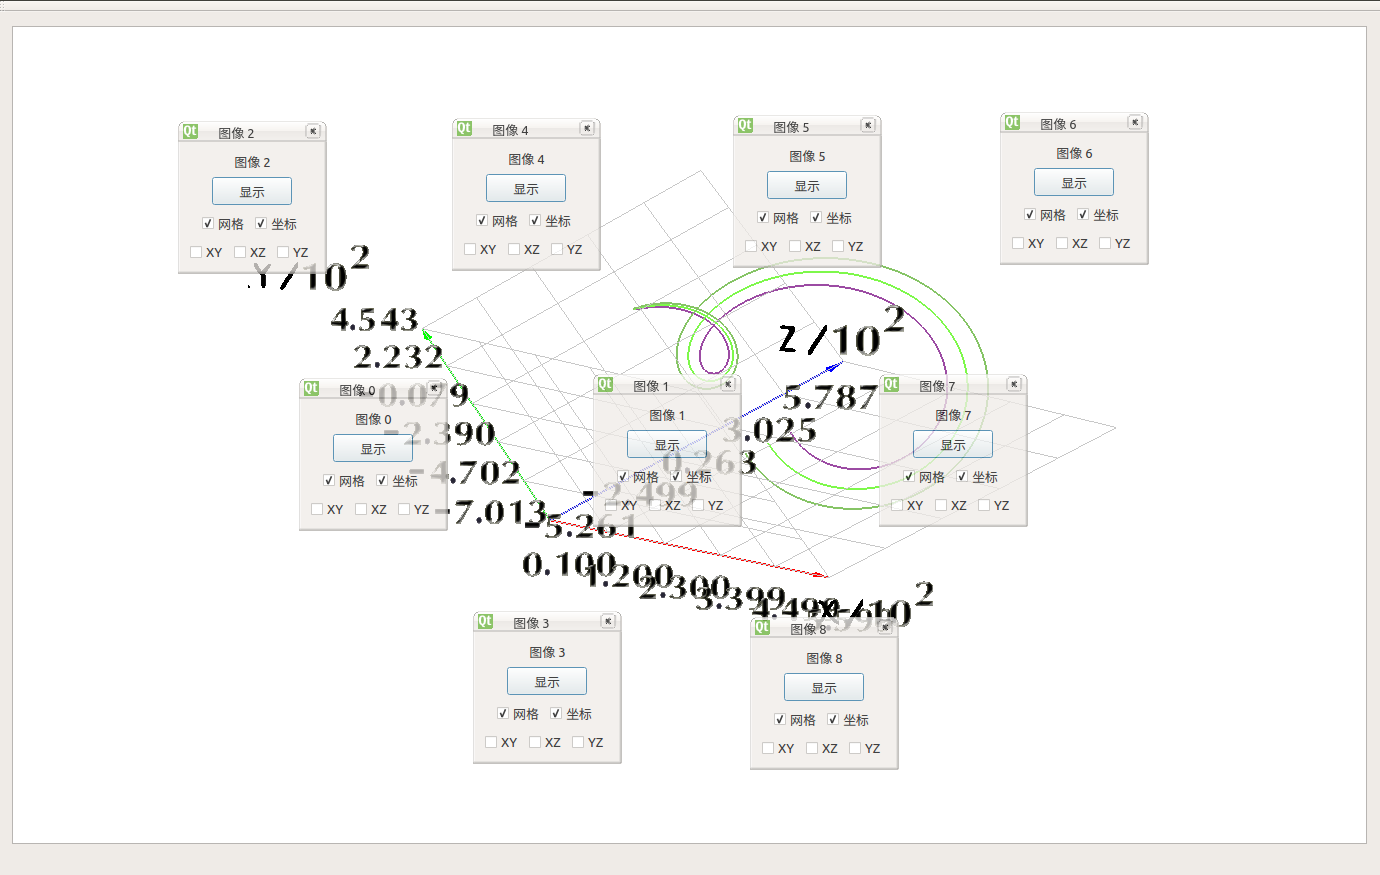 Qt 图像 2
图像 2
显示
网格 坐标
XY XZ YZ
Qt 图像 4
图像 4
显示
网格 坐标
XY XZ YZ
Qt 图像 5
图像 5
显示
网格 坐标
XY XZ YZ
Qt 图像 6
图像 6
显示
网格 坐标
XY XZ YZ
Y/10²
4.543
2.232
-0.079
-2.390
-4.702
-7.013
Z/10²
5.787
3.025
0.263
-2.499
-5.261
Qt 图像 0
图像 0
显示
网格 坐标
XY XZ YZ
Qt 图像 1
图像 1
显示
网格 坐标
XY XZ YZ
Qt 图像 7
图像 7
显示
网格 坐标
XY XZ YZ
0.100
1.200
2.300
3.399
4.499
X/10²
Qt 图像 3
图像 3
显示
网格 坐标
XY XZ YZ
Qt 图像 8
图像 8
显示
网格 坐标
XY XZ YZ